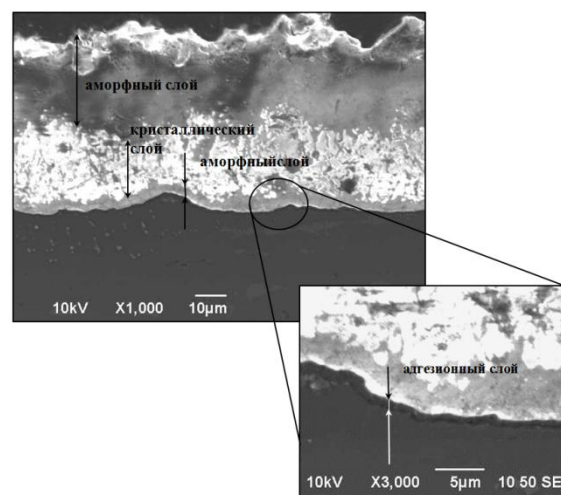 аморфный слой
кристаллический
слой
аморфныйслой
10kV X1,000 10µm
адгезионный слой
10kV X3,000 5µm 10 50 SE